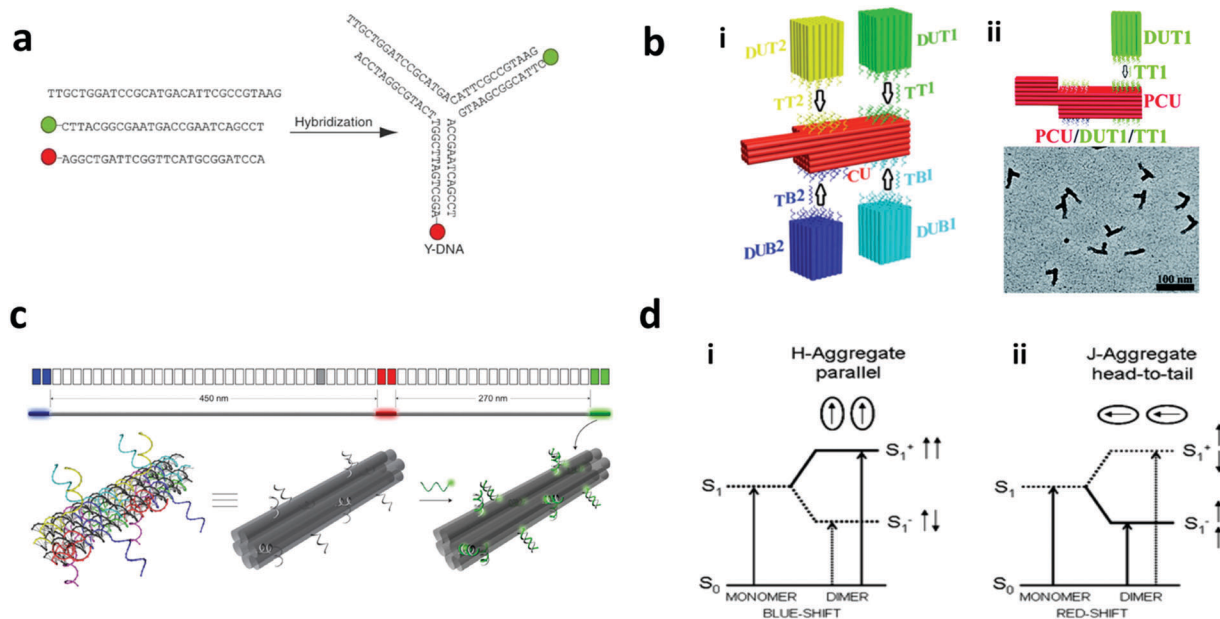 a
TTGCTGGATCCGCATGACATTCGCCGTAAG
CTTACGGCGAATGACCGAATCAGCCT
AGGCTGATTCGGTTCATGCGGATCCA
Hybridization
TTGCTGGATCCGCATGA
CATTCGCCGTAAG
ACCTAGGCGTACT
GTAAGCGGCATTC
TGGCTTAGTCGGA
ACCGAATCAGCCT
Y-DNA
b
i
DUT2
DUT1
TT2
TT1
CU
TB2
TB1
DUB2
DUB1
ii
DUT1
TT1
PCU
PCU/DUT1/TT1
100 nm
c
450 nm
270 nm
d
i
H-Aggregate
parallel
S1+ ↑↑
S1
S1- ↑↓
S0
MONOMER
DIMER
BLUE-SHIFT
ii
J-Aggregate
head-to-tail
S1+
S1
S1-
S0
MONOMER
DIMER
RED-SHIFT